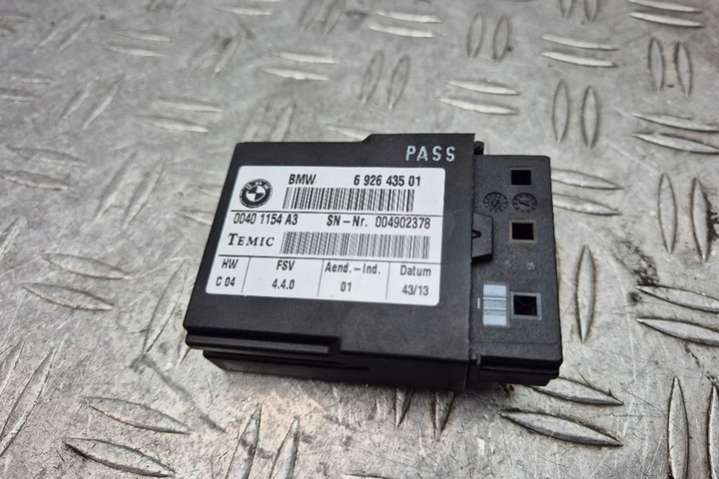 PASS
BMW 6 926 435 01
0040 1154 A3 SN-Nr. 004902378
TEMIC
HW FSV Aend.-Ind. Datum
C 04 4.4.0 01 43/13